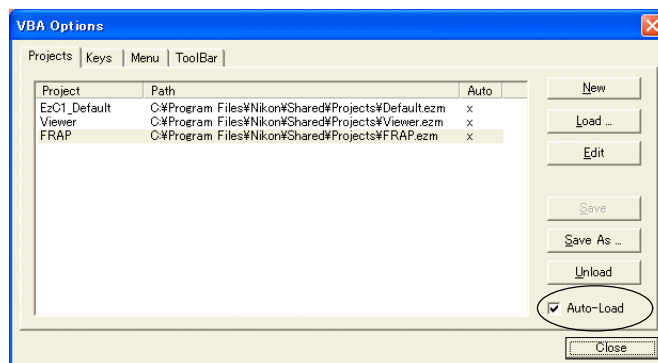 VBA Options
Projects Keys Menu ToolBar
Project Path Auto
EzC1_Default C:¥Program Files¥Nikon¥Shared¥Projects¥Default.ezm x
Viewer C:¥Program Files¥Nikon¥Shared¥Projects¥Viewer.ezm x
FRAP C:¥Program Files¥Nikon¥Shared¥Projects¥FRAP.ezm x
New
Load ...
Edit
Save
Save As ...
Unload
Auto-Load
Close